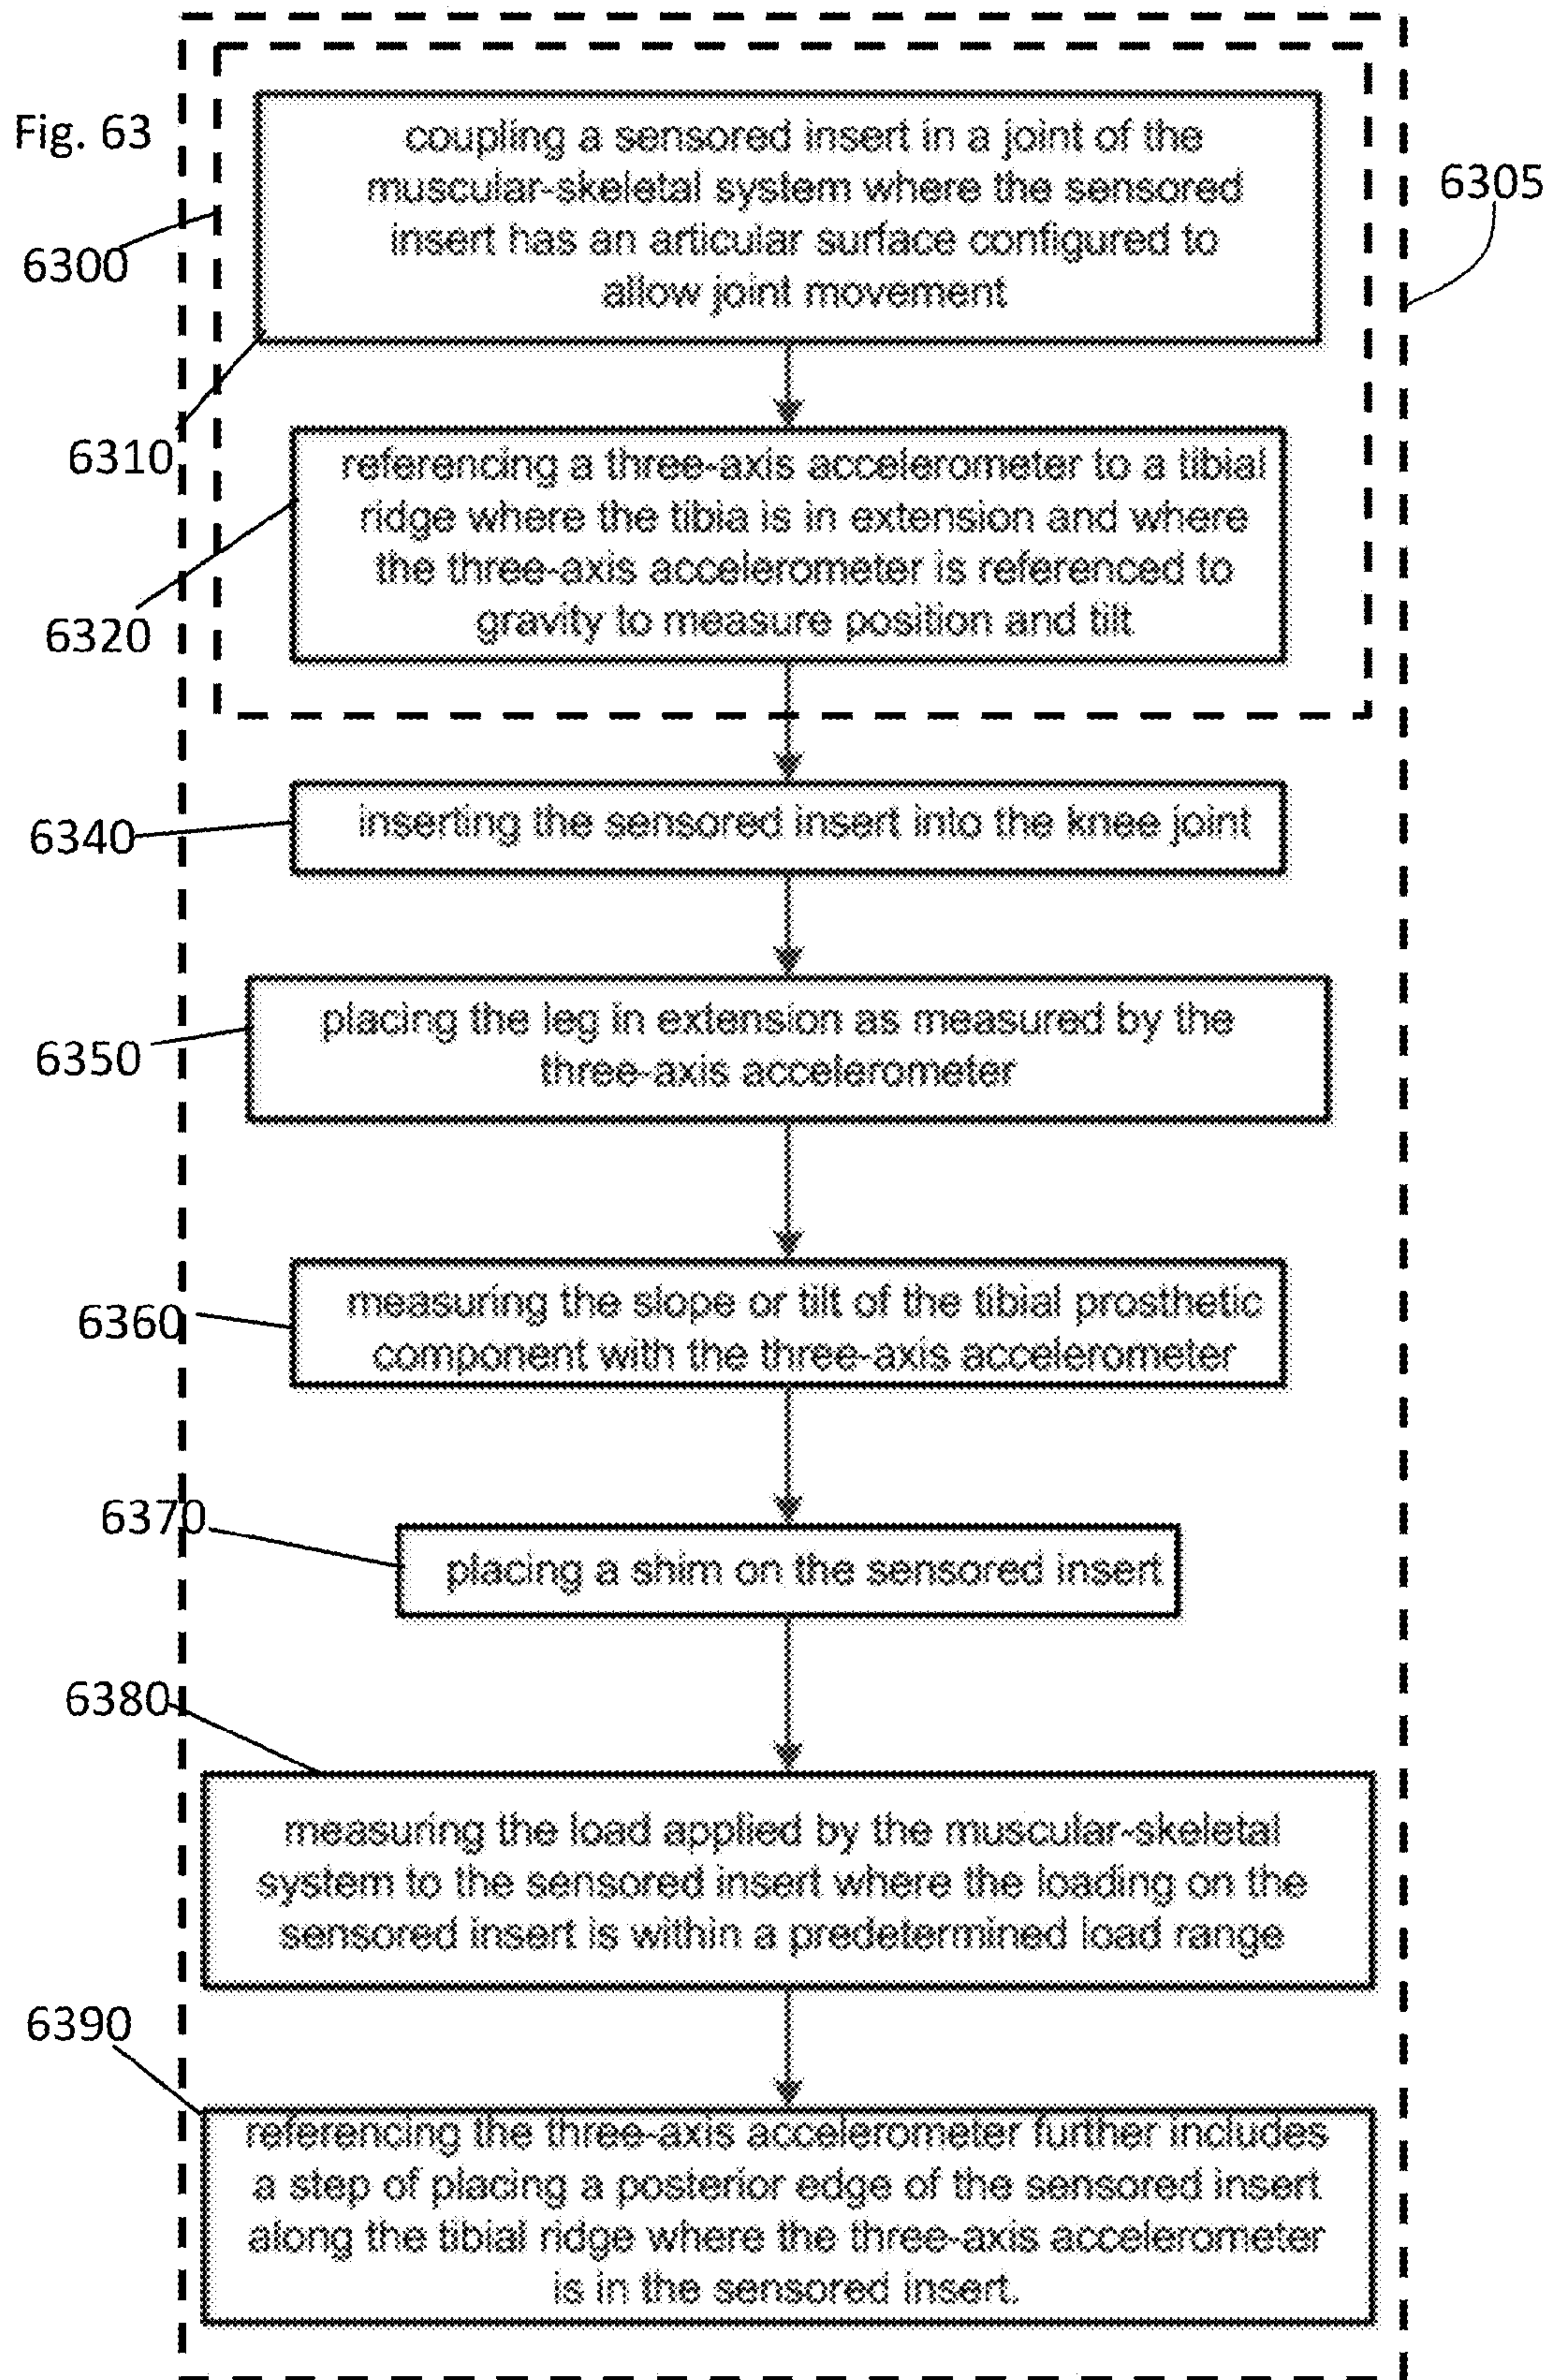 Fig. 63
6300
6305
coupling a sensored insert in a joint of the
muscular-skeletal system where the sensored
insert has an articular surface configured to
allow joint movement
6310
referencing a three-axis accelerometer to a tibial
ridge where the tibia is in extension and where
the three-axis accelerometer is referenced to
gravity to measure position and tilt
6320
6340
inserting the sensored insert into the knee joint
6350
placing the leg in extension as measured by the
three-axis accelerometer
6360
measuring the slope or tilt of the tibial prosthetic
component with the three-axis accelerometer
6370
placing a shim on the sensored insert
6380
measuring the load applied by the muscular-skeletal
system to the sensored insert where the loading on the
sensored insert is within a predetermined load range
6390
referencing the three-axis accelerometer further includes
a step of placing a posterior edge of the sensored insert
along the tibial ridge where the three-axis accelerometer
is in the sensored insert.